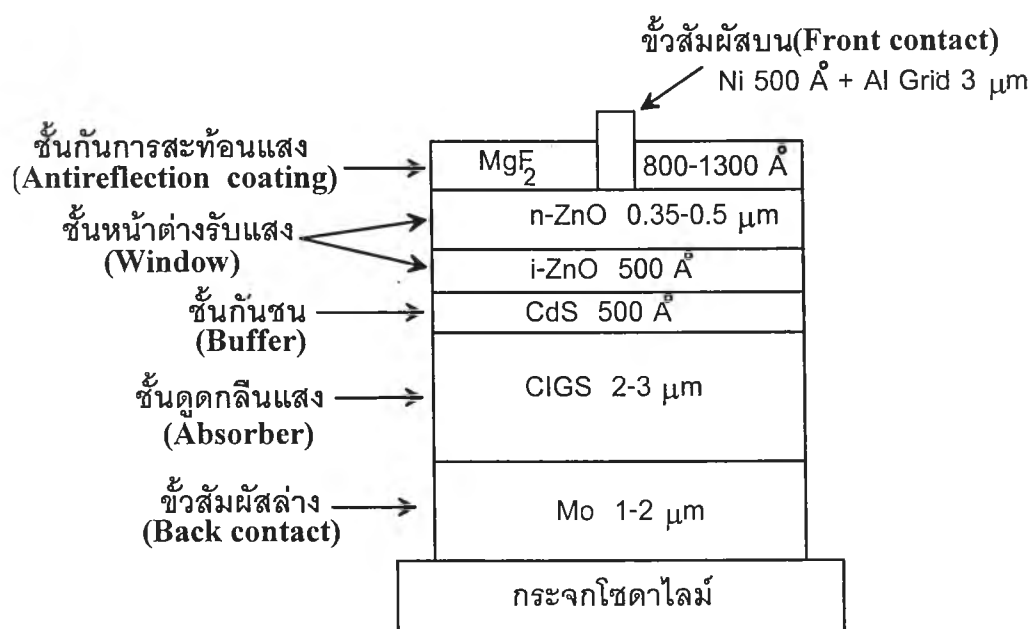 ขั้วสัมผัสบน(Front contact)
Ni 500 Å + Al Grid 3 μm
ชั้นกันการสะท้อนแสง
(Antireflection coating)
MgF2 800-1300 Å
ชั้นหน้าต่างรับแสง
(Window)
n-ZnO 0.35-0.5 μm
i-ZnO 500 Å
ชั้นกันชน
(Buffer)
CdS 500 Å
ชั้นดูดกลืนแสง
(Absorber)
CIGS 2-3 μm
ขั้วสัมผัสล่าง
(Back contact)
Mo 1-2 μm
กระจกโซดาไลม์